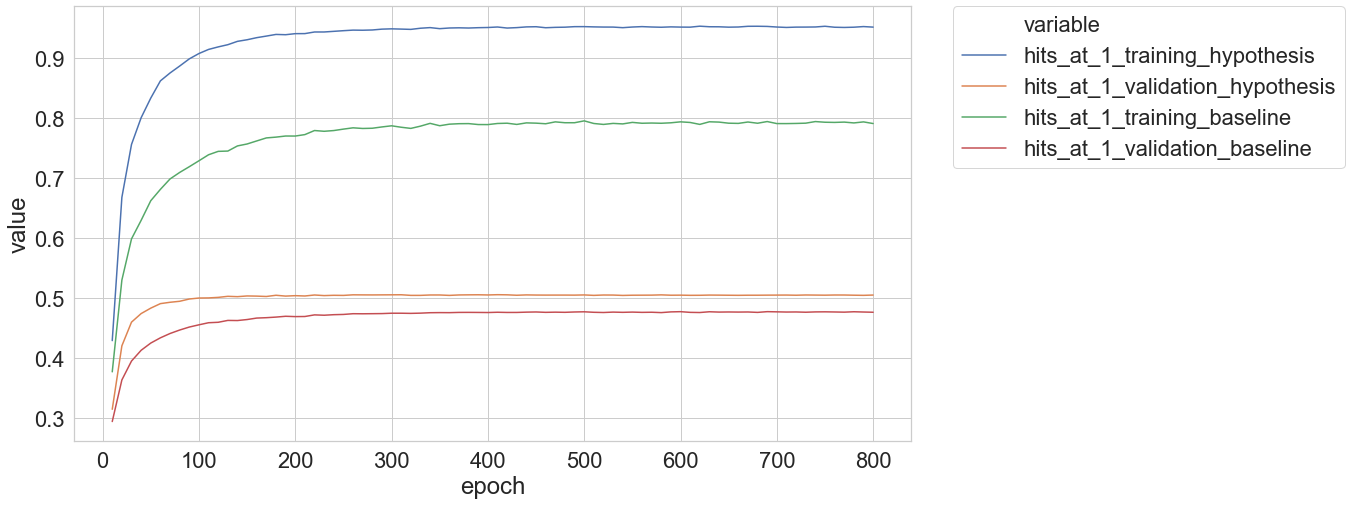 0.9
0.8
0.7
0.6
0.5
0.4
0.3
value
0 100 200 300 400 500 600 700 800
epoch
variable
hits_at_1_training_hypothesis
hits_at_1_validation_hypothesis
hits_at_1_training_baseline
hits_at_1_validation_baseline